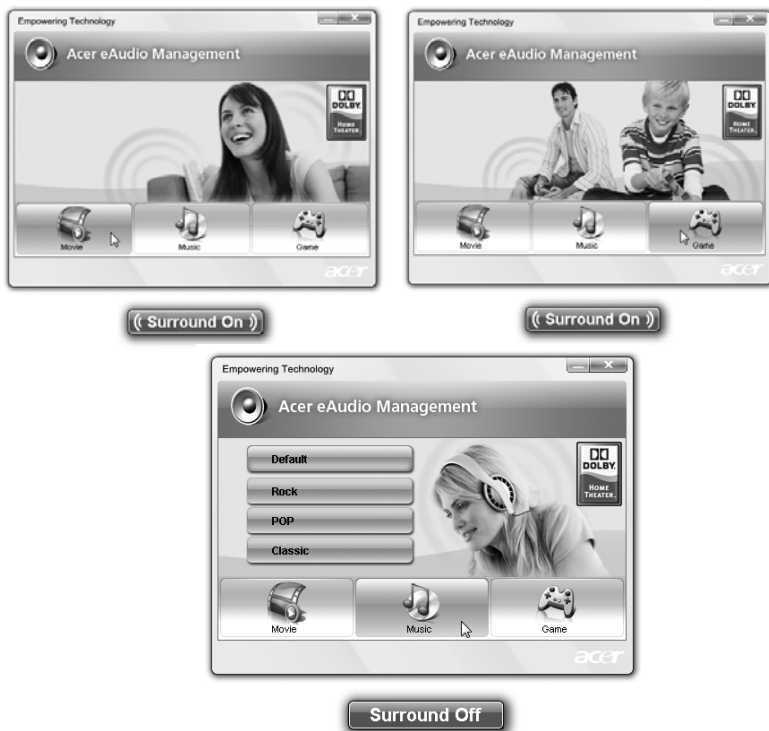 Empowering Technology
Acer eAudio Management
DOLBY
HOME
THEATER
Movie
Music
Game
acer
Empowering Technology
Acer eAudio Management
DOLBY
HOME
THEATER
Movie
Music
Game
acer
(( Surround On ))
(( Surround On ))
Empowering Technology
Acer eAudio Management
Default
Rock
POP
Classic
DOLBY
HOME
THEATER
Movie
Music
Game
acer
Surround Off